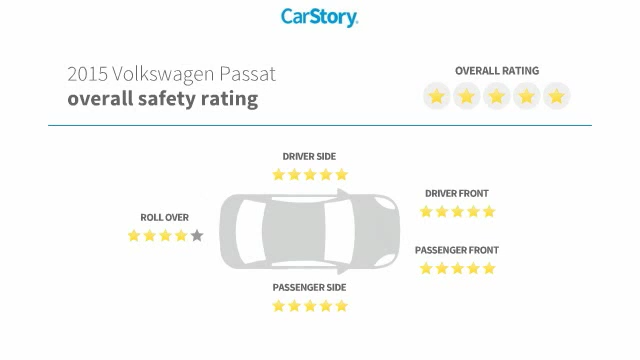 CarStory
2015 Volkswagen Passat
overall safety rating
OVERALL RATING
DRIVER SIDE
DRIVER FRONT
ROLL OVER
PASSENGER FRONT
PASSENGER SIDE